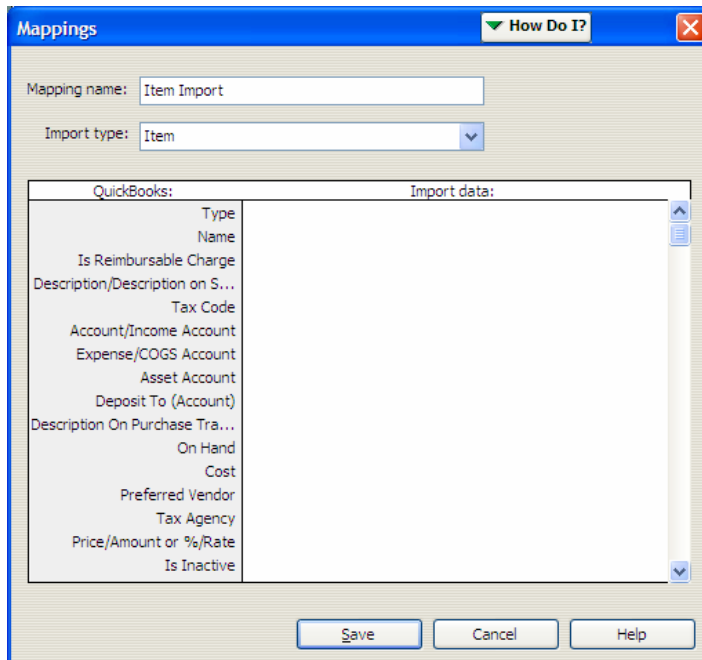 Mappings
How Do I?
Mapping name: Item Import
Import type: Item
QuickBooks: Import data:
Type
Name
Is Reimbursable Charge
Description/Description on S...
Tax Code
Account/Income Account
Expense/COGS Account
Asset Account
Deposit To (Account)
Description On Purchase Tra...
On Hand
Cost
Preferred Vendor
Tax Agency
Price/Amount or %/Rate
Is Inactive
Save Cancel Help